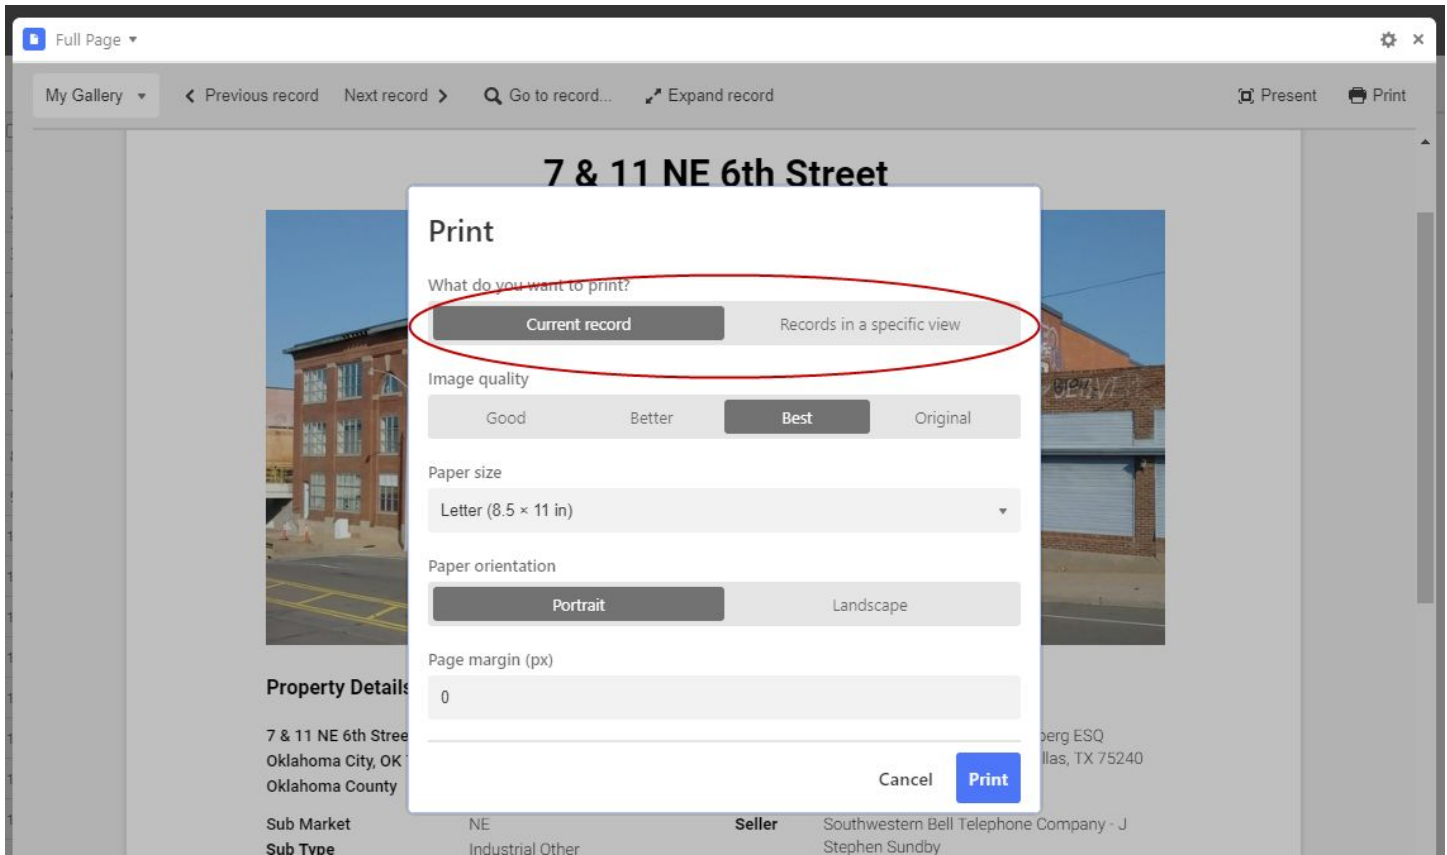 Full Page
My Gallery
Previous record
Next record
Go to record...
Expand record
Present
Print
7 & 11 NE 6th Street
Print
What do you want to print?
Current record
Records in a specific view
Image quality
Good
Better
Best
Original
Paper size
Letter (8.5 × 11 in)
Paper orientation
Portrait
Landscape
Page margin (px)
0
Cancel
Print
Property Details
7 & 11 NE 6th Stree
Oklahoma City, OK
Oklahoma County
berg ESQ
llas, TX 75240
Sub Market
NE
Seller
Southwestern Bell Telephone Company - J
Stephen Sundby
Sub Type
Industrial Other